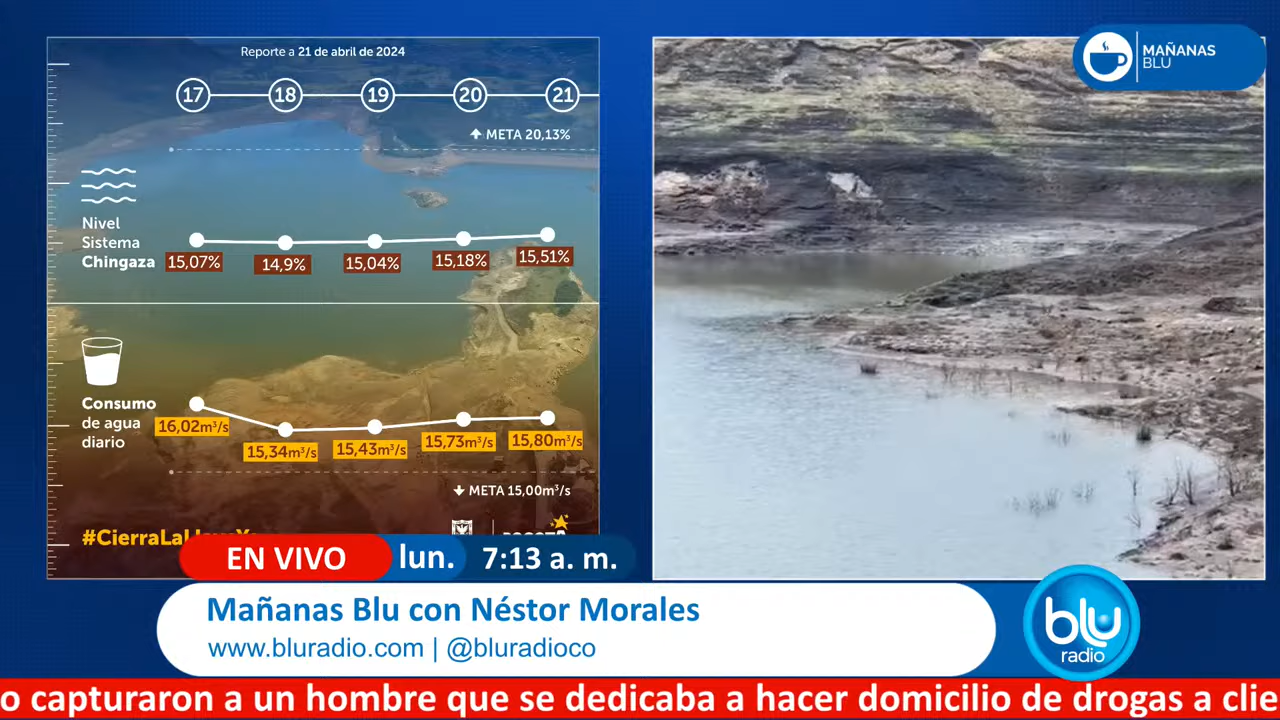 Reporte a 21 de abril de 2024
17 18 19 20 21
META 20,13%
Nivel
Sistema
Chingaza
15,07% 14,9% 15,04% 15,18% 15,51%
Consumo
de agua
diario
16,02m³/s 15,34m³/s 15,43m³/s 15,73m³/s 15,80m³/s
META 15,00m³/s
MAÑANAS
BLU
EN VIVO lun. 7:13 a. m.
Mañanas Blu con Néstor Morales
www.bluradio.com | @bluradioco
blu
radio
o capturaron a un hombre que se dedicaba a hacer domicilio de drogas a clie